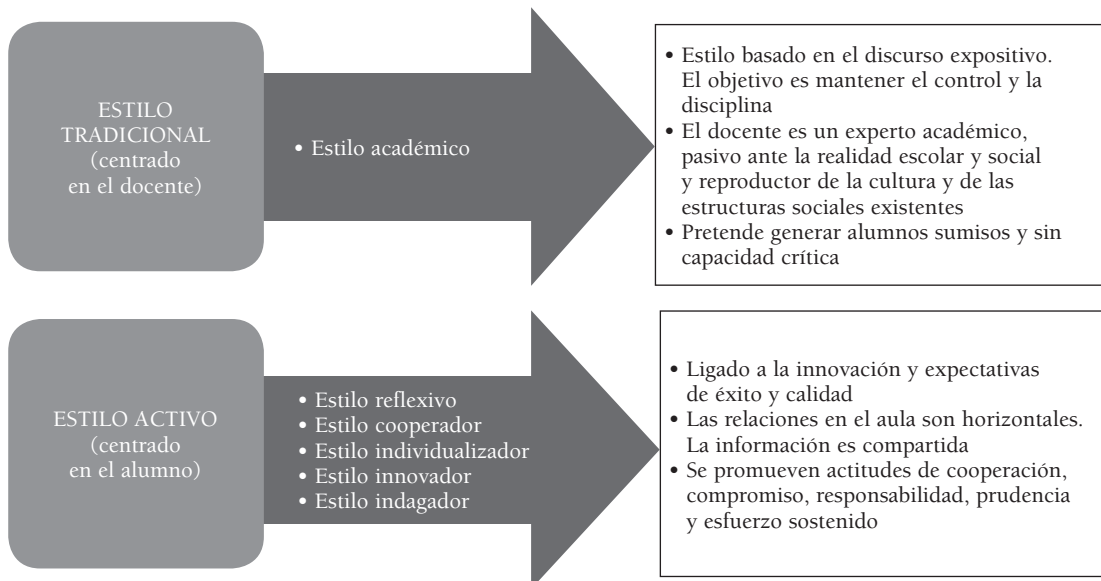 ESTILO
TRADICIONAL
(centrado
en el docente)
• Estilo académico
• Estilo basado en el discurso expositivo.
El objetivo es mantener el control y la
disciplina
• El docente es un experto académico,
pasivo ante la realidad escolar y social
y reproductor de la cultura y de las
estructuras sociales existentes
• Pretende generar alumnos sumisos y sin
capacidad crítica
ESTILO ACTIVO
(centrado
en el alumno)
• Estilo reflexivo
• Estilo cooperador
• Estilo individualizador
• Estilo innovador
• Estilo indagador
• Ligado a la innovación y expectativas
de éxito y calidad
• Las relaciones en el aula son horizontales.
La información es compartida
• Se promueven actitudes de cooperación,
compromiso, responsabilidad, prudencia
y esfuerzo sostenido